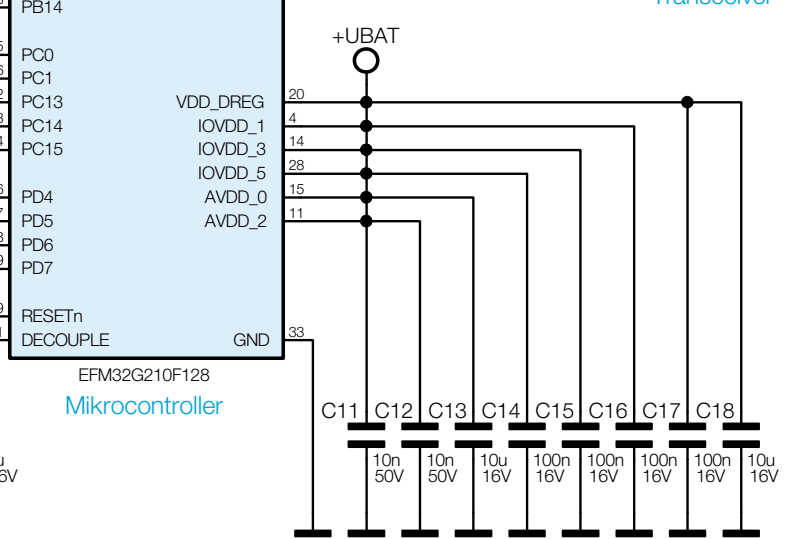 Transceiver
PB14
+UBAT
PC0
PC1
PC13 VDD_DREG 20
PC14 IOVDD_1 4
PC15 IOVDD_3 14
IOVDD_5 28
PD4 AVDD_0 15
PD5 AVDD_2 11
PD6
PD7
RESETn
DECOUPLE GND 33
EFM32G210F128
Mikrocontroller
C11 C12 C13 C14 C15 C16 C17 C18
10n 10n 10u 100n 100n 100n 100n 10u
50V 50V 16V 16V 16V 16V 16V 16V